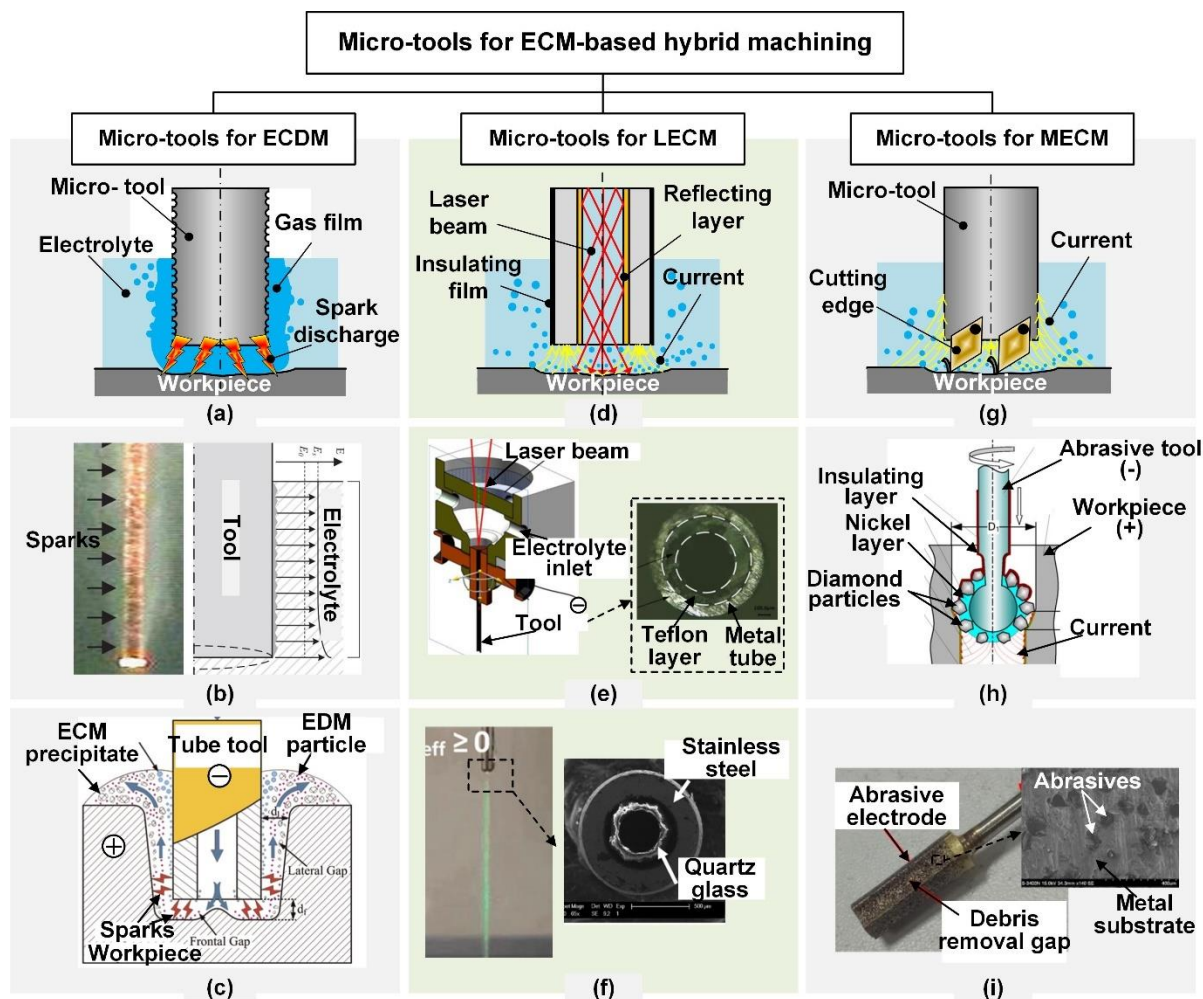 Micro-tools for ECM-based hybrid machining
Micro-tools for ECDM
Micro-tools for LECM
Micro-tools for MECM
Micro- tool
Gas film
Electrolyte
Spark
discharge
Workpiece
(a)
Laser
beam
Reflecting
layer
Insulating
film
Current
Workpiece
(d)
Micro-tool
Current
Cutting
edge
Workpiece
(g)
Sparks
Tool
Electrolyte
E
(b)
Laser beam
Electrolyte
inlet
Tool
Teflon
layer
Metal
tube
(e)
Abrasive tool
(-)
Insulating
layer
Nickel
layer
Workpiece
(+)
Diamond
particles
Current
(h)
ECM
precipitate
EDM
particle
Tube tool
Lateral Gap
Sparks
Frontal Gap
Workpiece
(c)
eff ≥ 0
Stainless
steel
Quartz
glass
500 μm
(f)
Abrasive
electrode
Abrasives
Debris
removal gap
Metal
substrate
(i)